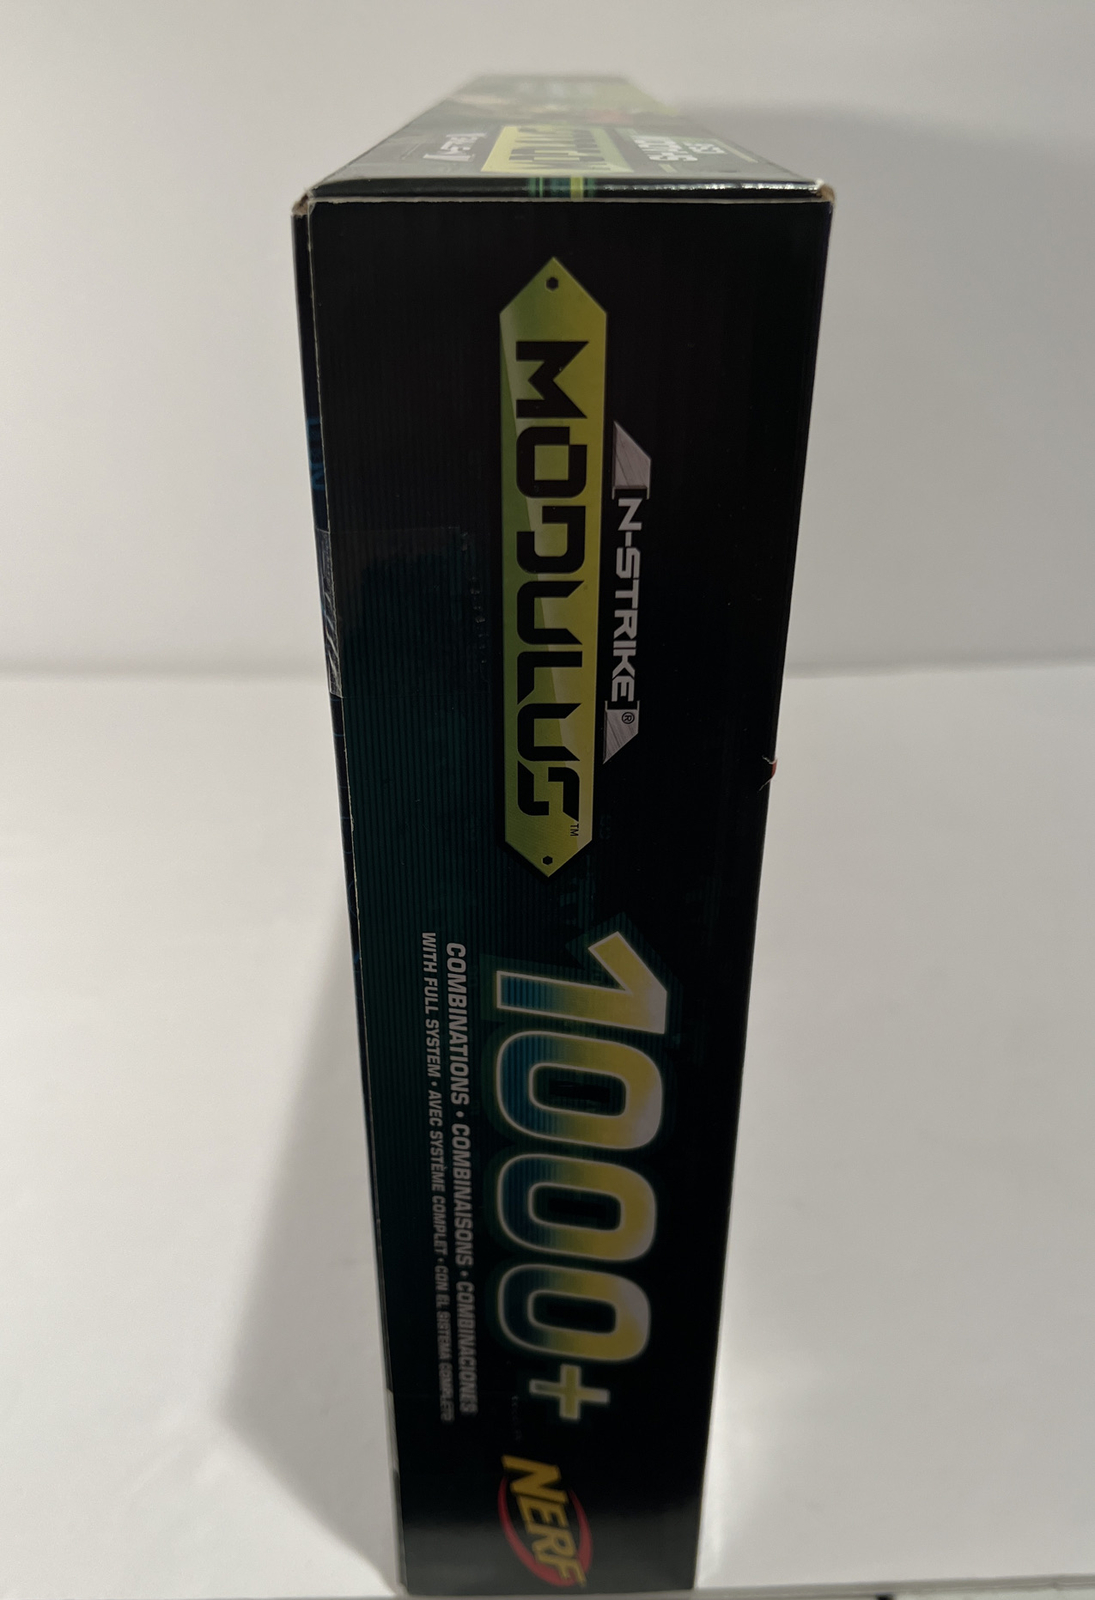 N-STRIKE®
MODULUS™
1000+
COMBINATIONS • COMBINAISONS • COMBINACIONES
WITH FULL SYSTEM • AVEC SYSTÈME COMPLET • CON EL SISTEMA COMPLETO
NERF